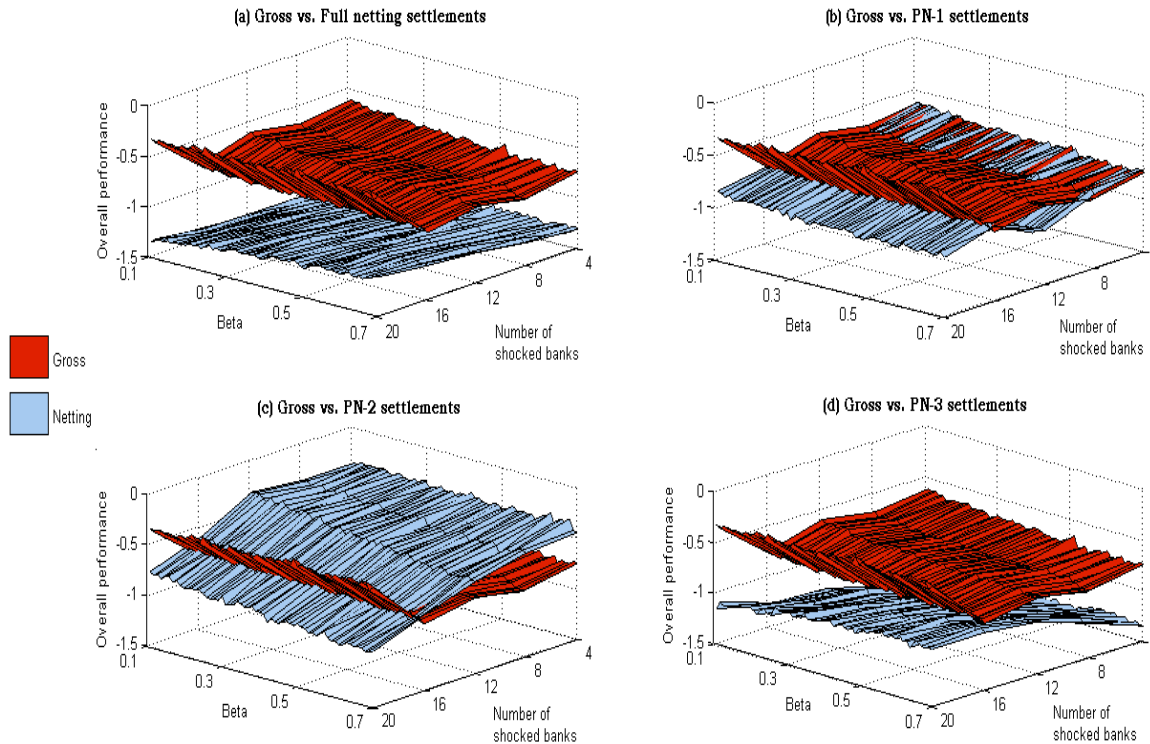 (a) Gross vs. Full netting settlements
Overall performance
0
-0.5
-1
-1.5
0.1
0.3
0.5
0.7
Beta
20
16
12
8
4
Number of
shocked banks
(b) Gross vs. PN-1 settlements
Overall performance
0
-0.5
-1
-1.5
0.1
0.3
0.5
0.7
Beta
20
16
12
8
Number of
shocked banks
Gross
Netting
(c) Gross vs. PN-2 settlements
Overall performance
0
-0.5
-1
-1.5
0.1
0.3
0.5
0.7
Beta
20
16
12
8
4
Number of
shocked banks
(d) Gross vs. PN-3 settlements
Overall performance
0
-0.5
-1
-1.5
0.1
0.3
0.5
0.7
Beta
20
16
12
8
Number of
shocked banks